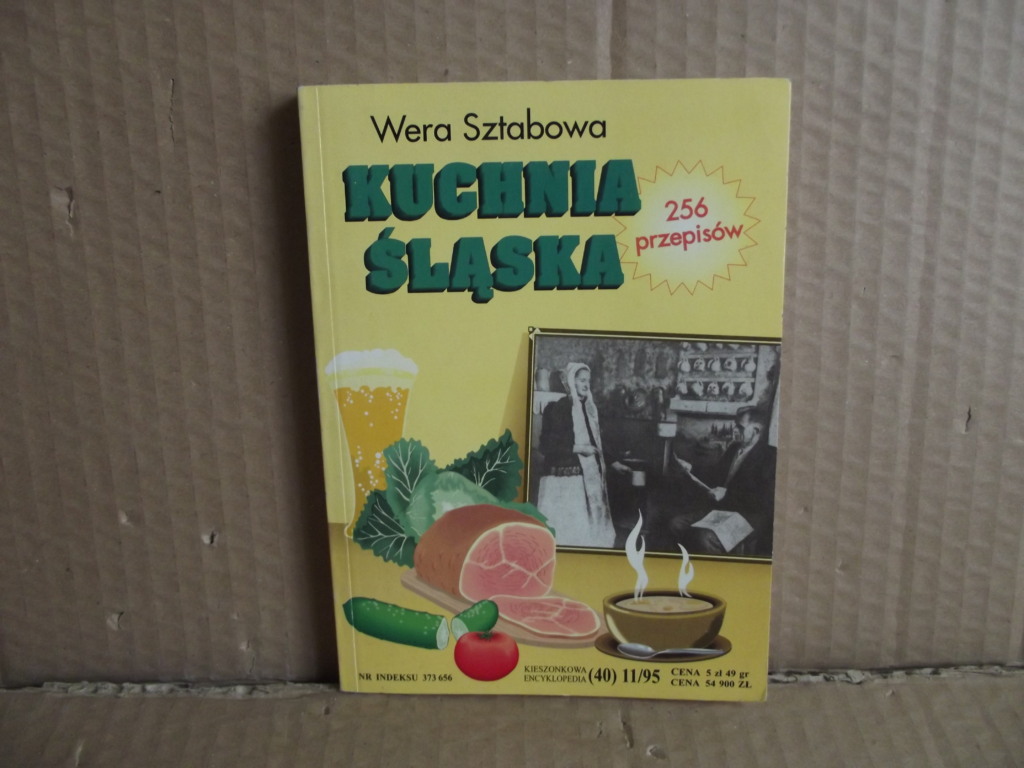 Wera Sztabowa
KUCHNIA
ŚLĄSKA
256
przepisów
NR INDEKSU 373 656
KIESZONKOWA
ENCYKLOPEDIA
(40) 11/95
CENA 5 zł 49 gr
CENA 54 900 ZŁ